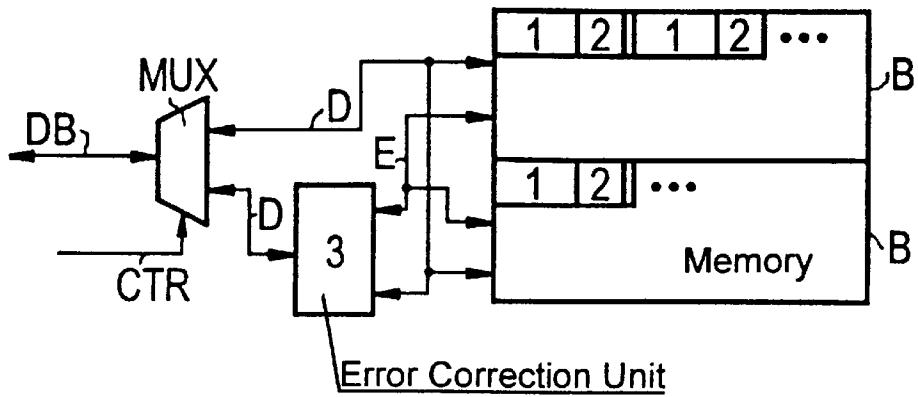 1 2 1 2 •••
MUX
B
DB
D
E
1 2 •••
D
3
B
Memory
CTR
Error Correction Unit